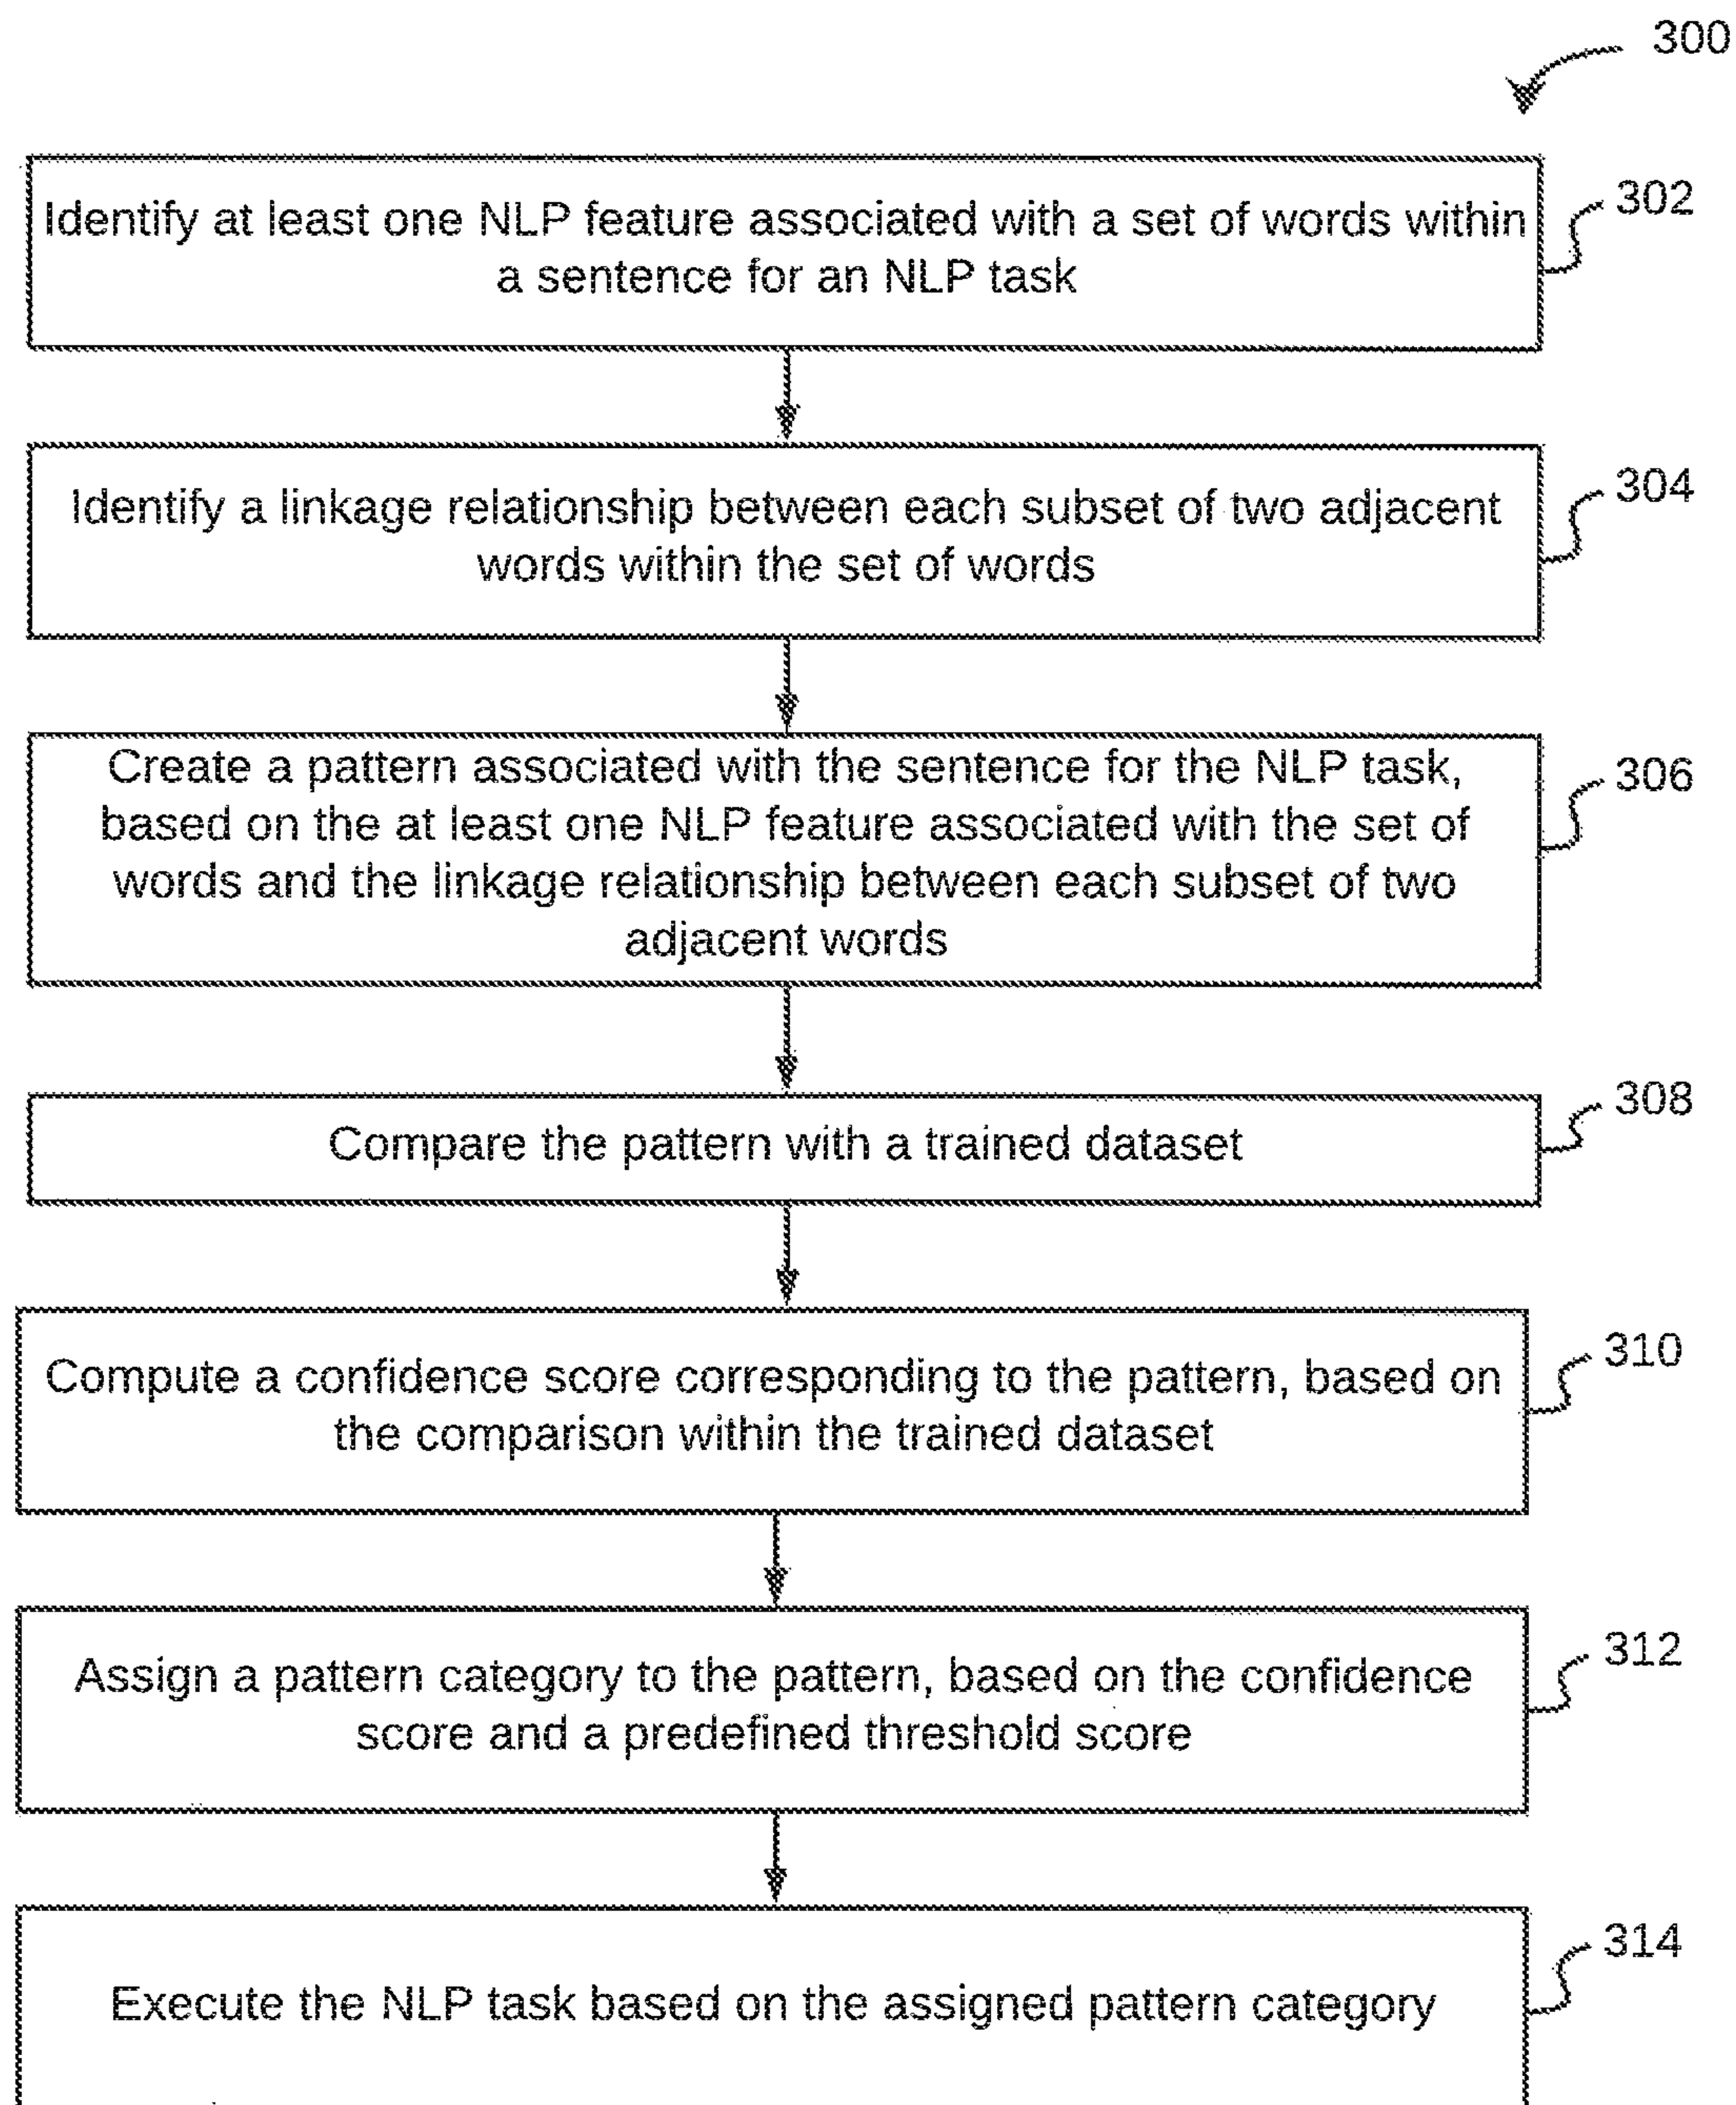 300
Identify at least one NLP feature associated with a set of words within
a sentence for an NLP task
302
Identify a linkage relationship between each subset of two adjacent
words within the set of words
304
Create a pattern associated with the sentence for the NLP task,
based on the at least one NLP feature associated with the set of
words and the linkage relationship between each subset of two
adjacent words
306
Compare the pattern with a trained dataset
308
Compute a confidence score corresponding to the pattern, based on
the comparison within the trained dataset
310
Assign a pattern category to the pattern, based on the confidence
score and a predefined threshold score
312
Execute the NLP task based on the assigned pattern category
314